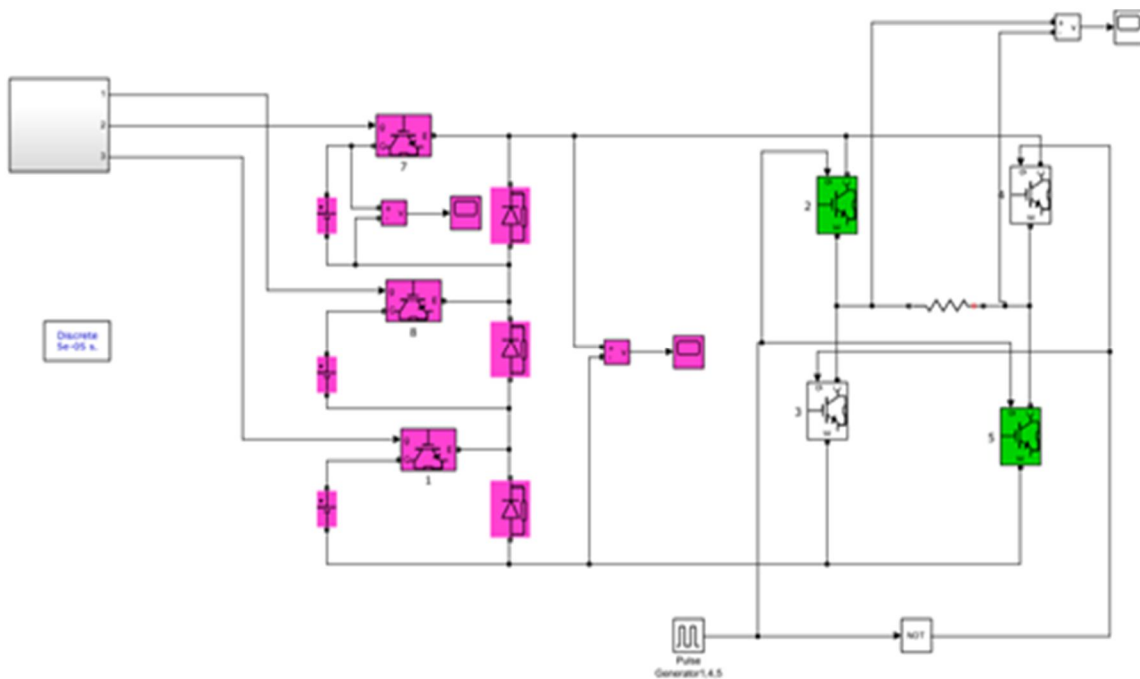 1
2
3
g
E
C
7
+
-
v
g
E
C
8
g
E
C
1
Discrete
5e-05 s.
+
-
v
+
-
v
2
4
3
5
g
C
E
g
C
E
g
C
E
g
C
E
Pulse
Generator1,4,5
NOT